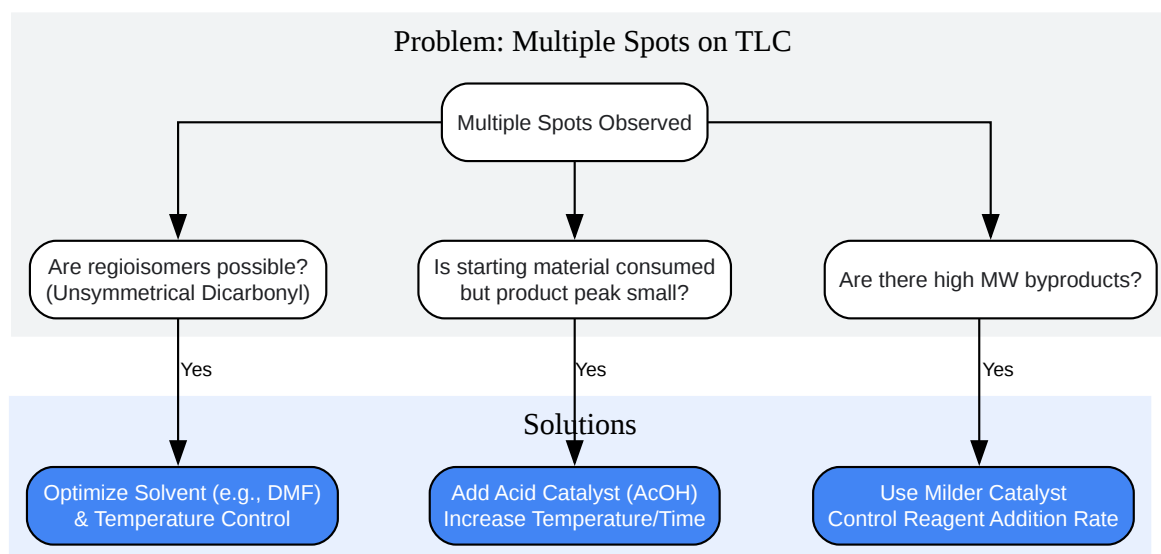 Problem: Multiple Spots on TLC
Multiple Spots Observed
Are regioisomers possible?
(Unsymmetrical Dicarbonyl)
Is starting material consumed
but product peak small?
Are there high MW byproducts?
Yes
Yes
Yes
Solutions
Optimize Solvent (e.g., DMF)
& Temperature Control
Add Acid Catalyst (AcOH)
Increase Temperature/Time
Use Milder Catalyst
Control Reagent Addition Rate